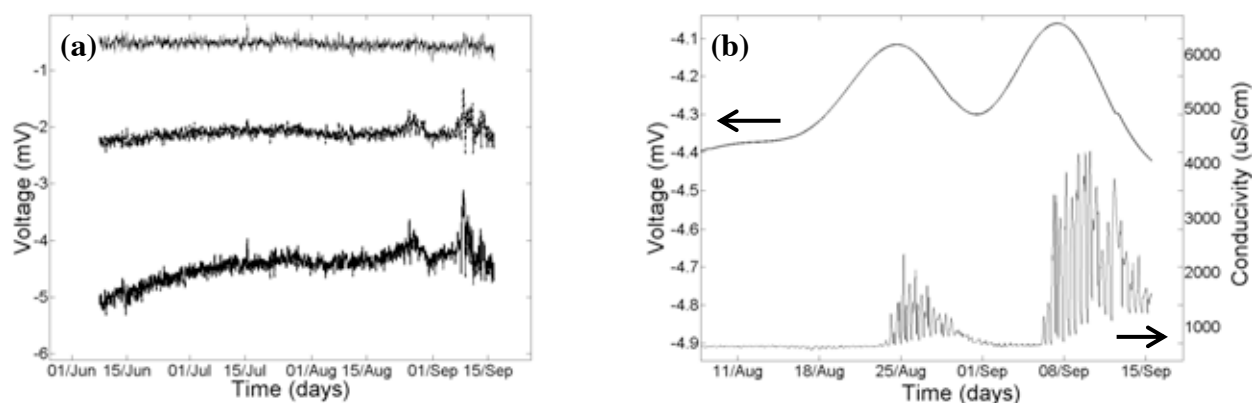 (a)
Voltage (mV)
-1
-2
-3
-4
-5
-6
01/Jun 15/Jun 01/Jul 15/Jul 01/Aug 15/Aug 01/Sep 15/Sep
Time (days)
(b)
Voltage (mV)
-4.1
-4.2
-4.3
-4.4
-4.5
-4.6
-4.7
-4.8
-4.9
11/Aug 18/Aug 25/Aug 01/Sep 08/Sep 15/Sep
Time (days)
6000
5000
4000
3000
2000
1000
Conducivity (uS/cm)